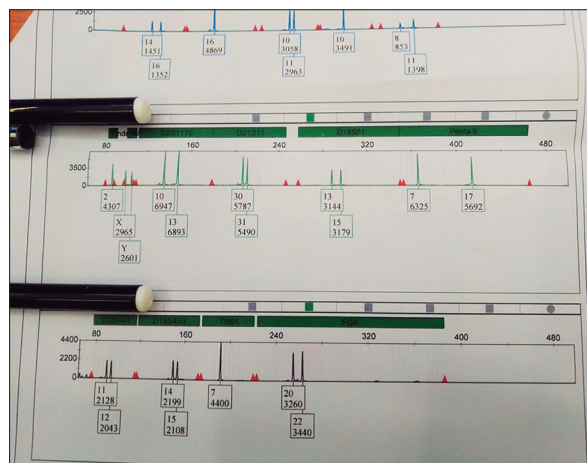 2500
0
14 16 10 10 8
1451 4869 3058 3491 853
16 11 11
1352 2963 1398
D8S1179 D21S11 D18S51 Penta E
80 160 240 320 400 480
3500
0
2 10 30 13 7 17
4307 6947 5787 3144 6325 5692
X 13 31 15
2965 6893 5490 3179
Y
2601
D19S433 TH01 FGA
80 160 240 320 400 480
4400
2200
0
11 14 7 20
2128 2199 4400 3260
12 15 22
2043 2108 3440